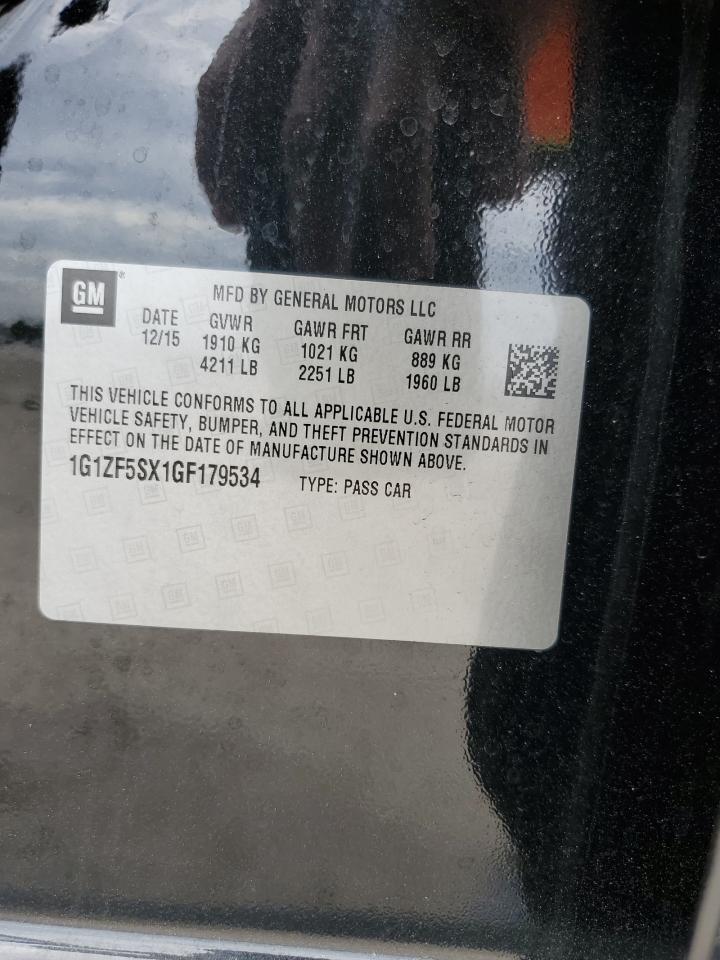 GM®
MFD BY GENERAL MOTORS LLC
DATE GVWR GAWR FRT GAWR RR
12/15 1910 KG 1021 KG 889 KG
4211 LB 2251 LB 1960 LB
THIS VEHICLE CONFORMS TO ALL APPLICABLE U.S. FEDERAL MOTOR
VEHICLE SAFETY, BUMPER, AND THEFT PREVENTION STANDARDS IN
EFFECT ON THE DATE OF MANUFACTURE SHOWN ABOVE.
1G1ZF5SX1GF179534 TYPE: PASS CAR